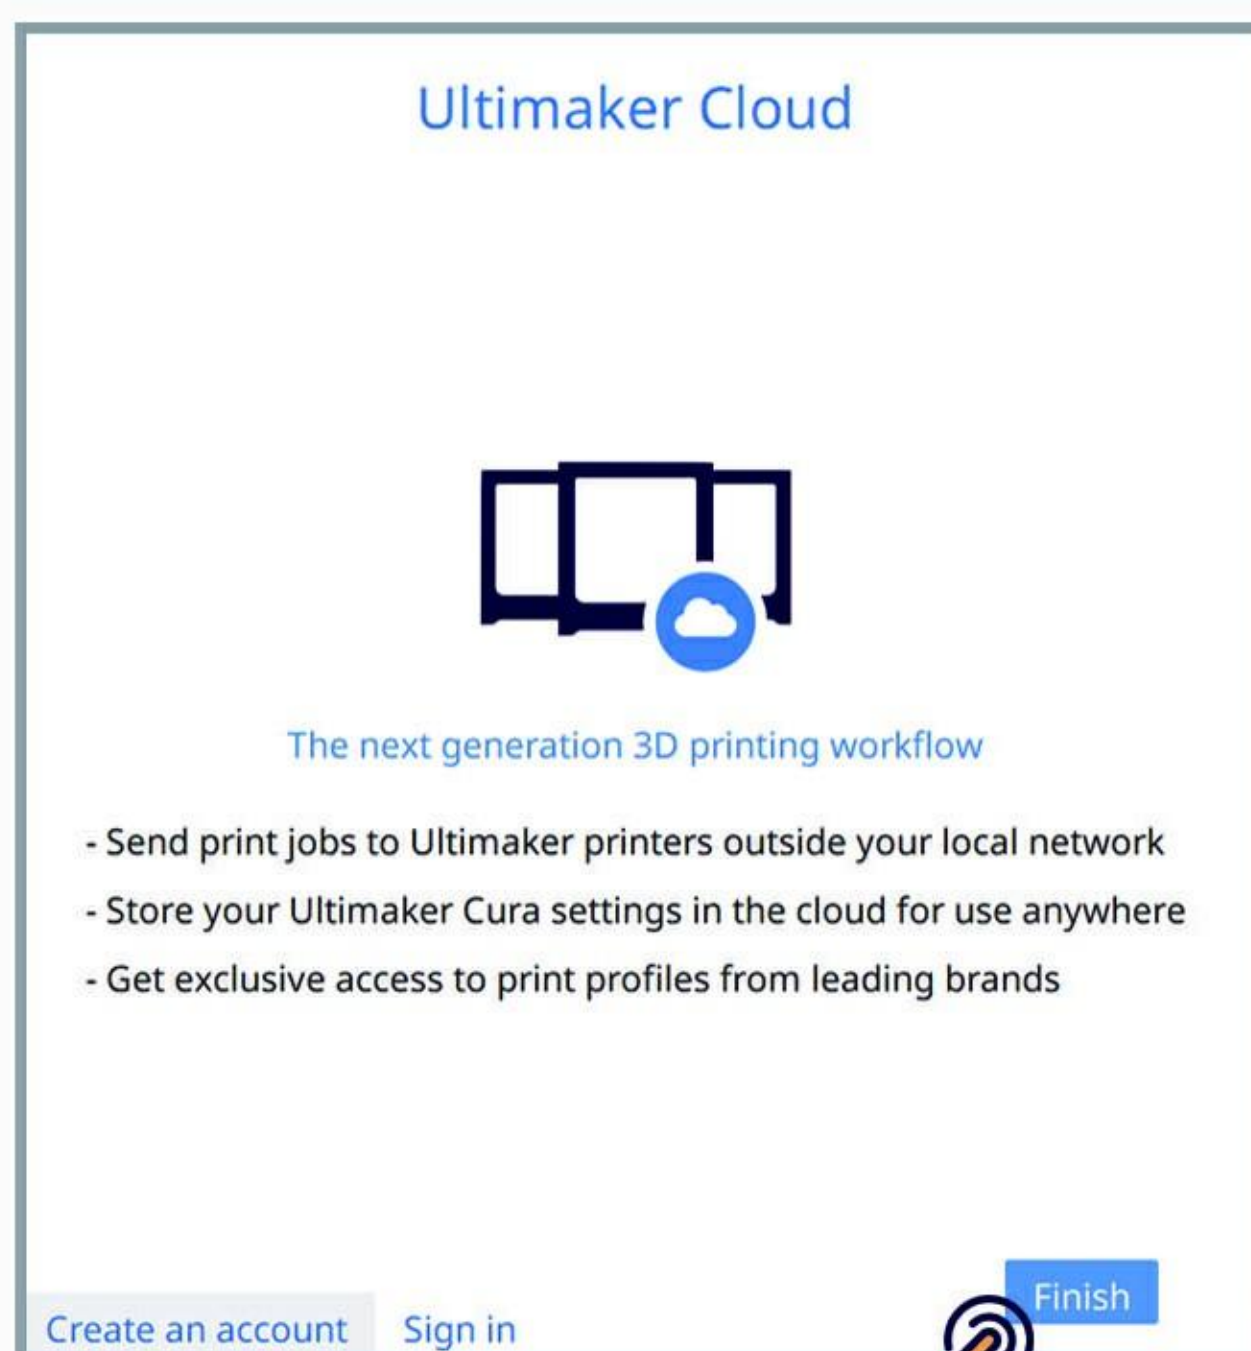 Ultimaker Cloud
The next generation 3D printing workflow
- Send print jobs to Ultimaker printers outside your local network
- Store your Ultimaker Cura settings in the cloud for use anywhere
- Get exclusive access to print profiles from leading brands
Finish
Create an account Sign in